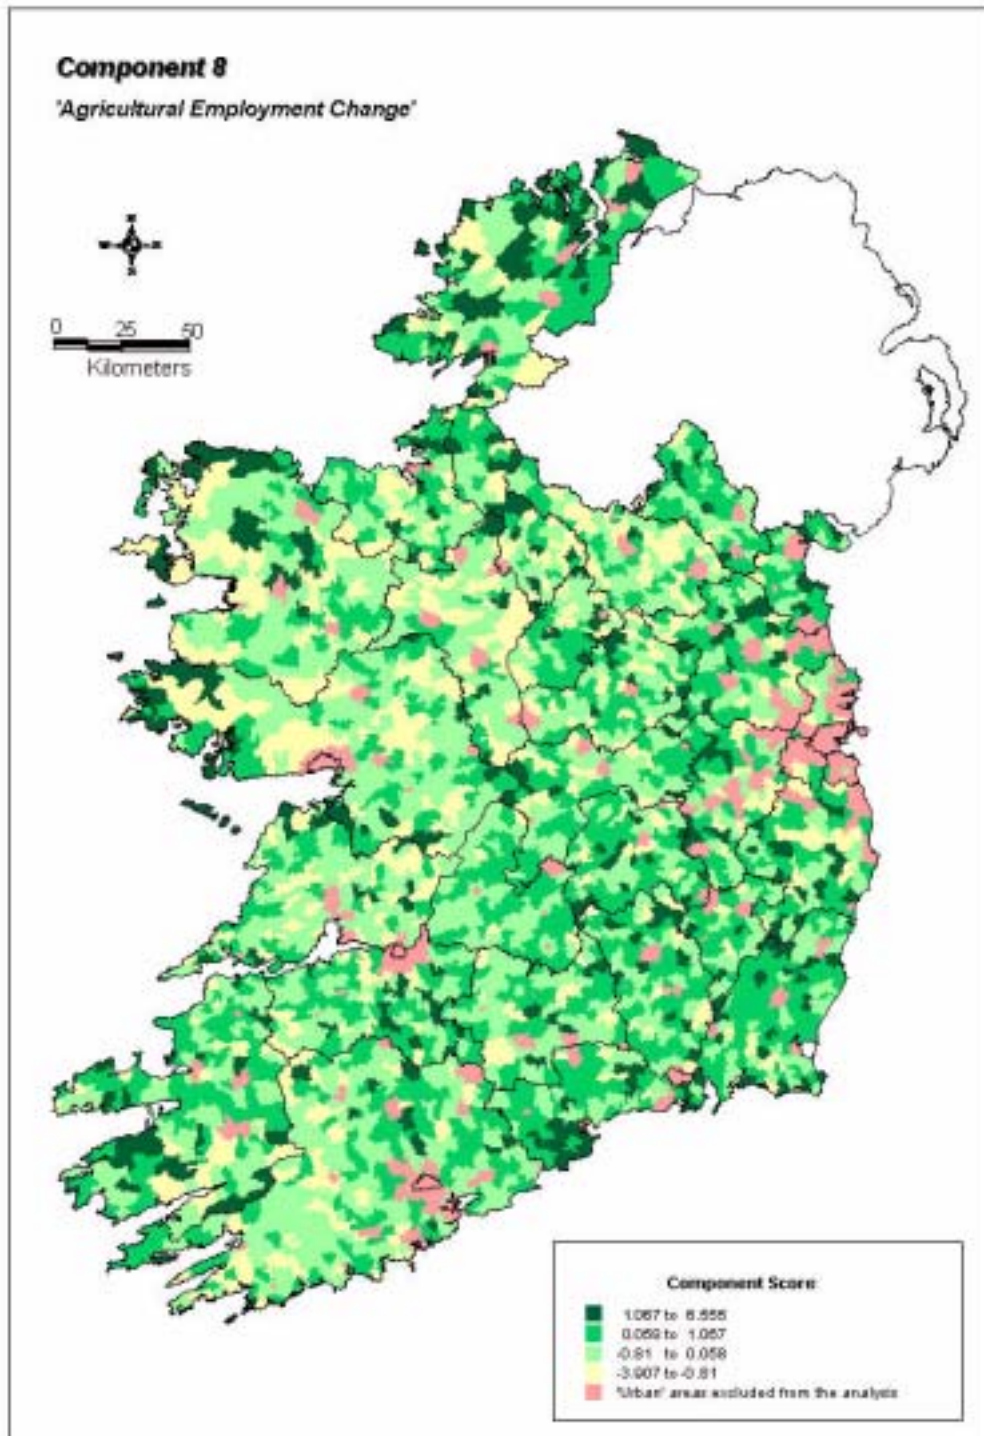 Component 8
'Agricultural Employment Change'
N
W E
S
0 25 50
Kilometers
Component Score
1.067 to 6.555
0.058 to 1.067
-0.81 to 0.058
-3.907 to -0.81
'Urban' areas excluded from the analysis